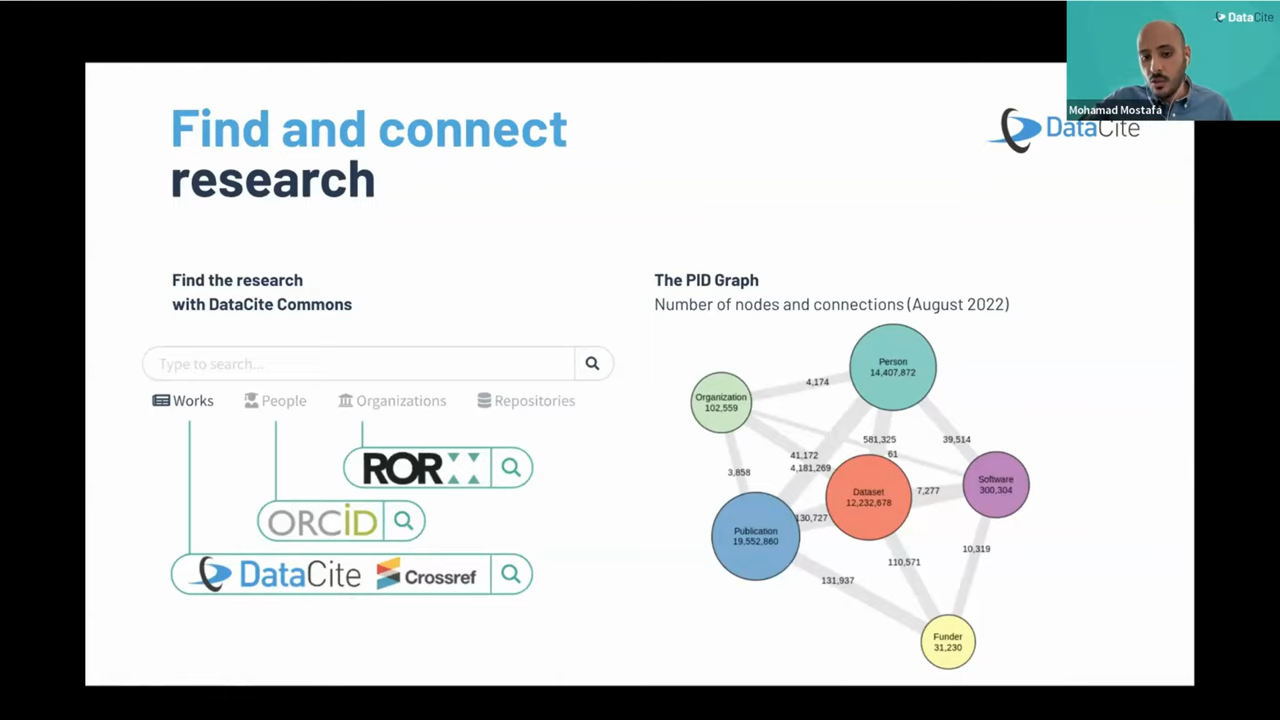 DataCite
Mohamad Mostafa
Find and connect
research
DataCite
Find the research
with DataCite Commons
Type to search...
Works
People
Organizations
Repositories
ROR
ORCID
DataCite
Crossref
The PID Graph
Number of nodes and connections (August 2022)
Person
14,407,872
Organization
102,559
4,174
581,325
61
39,514
41,172
4,181,269
3,858
Dataset
12,232,678
7,277
Software
300,304
Publication
19,552,860
130,727
110,571
10,319
131,937
Funder
31,230